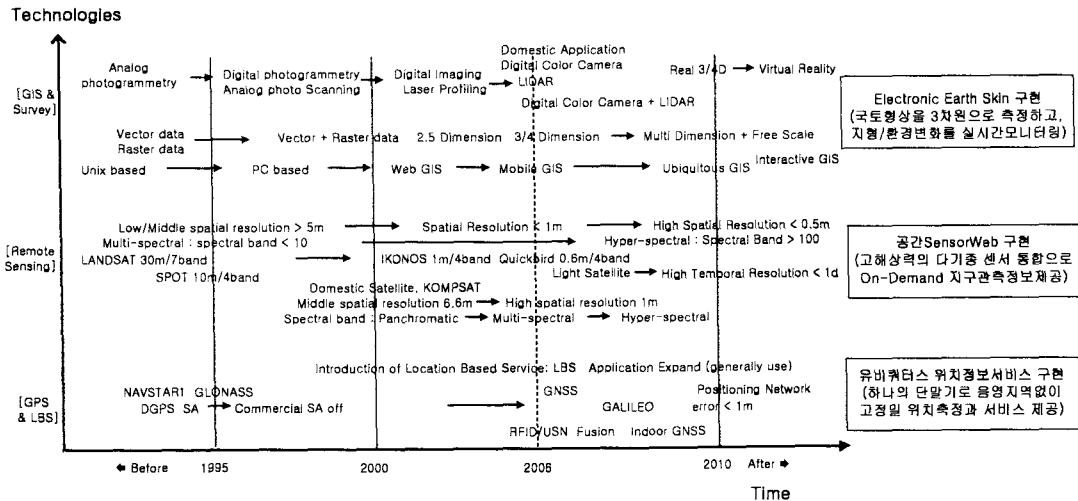 Technologies
Domestic Application
Analog
photogrammetry → Digital photogrammetry → Digital Imaging → Digital Color Camera
Analog photo Scanning Laser Profiling LIDAR
Real 3/4D → Virtual Reality
Digital Color Camera + LIDAR
[GIS &
Survey]
Vector data
Raster data → Vector + Raster data 2.5 Dimension 3/4 Dimension → Multi Dimension + Free Scale
Unix based → PC based → Web GIS → Mobile GIS → Ubiquitous GIS Interactive GIS
Electronic Earth Skin 구현
(국토형상을 3차원으로 측정하고,
지형/환경변화를 실시간모니터링)
[Remote
Sensing]
Low/Middle spatial resolution > 5m → Spatial Resolution < 1m → High Spatial Resolution < 0.5m
Multi-spectral : spectral band < 10 → Hyper-spectral : Spectral Band > 100
LANDSAT 30m/7band → IKONOS 1m/4band Quickbird 0.6m/4band
SPOT 10m/4band
Light Satellite → High Temporal Resolution < 1d
Domestic Satellite, KOMPSAT
Middle spatial resolution 6.6m → High spatial resolution 1m
Spectral band : Panchromatic → Multi-spectral → Hyper-spectral
공간SensorWeb 구현
(고해상력의 다기종 센서 통합으로
On-Demand 지구관측정보제공)
[GPS
& LBS]
Introduction of Location Based Service: LBS Application Expand (generally use)
NAVSTAR1 GLONASS GNSS Positioning Network
DGPS SA → Commercial SA off → GALILEO error < 1m
RFID/USN Fusion Indoor GNSS
유비쿼터스 위치정보서비스 구현
(하나의 단말기로 음영지역없이
고정밀 위치측정과 서비스 제공)
← Before 1995 2000 2006 2010 After →
Time